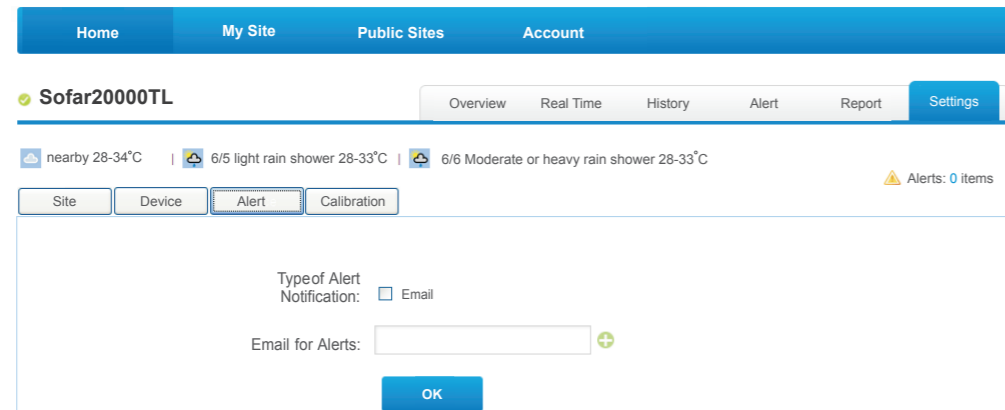 Home My Site Public Sites Account
Sofar20000TL
Overview Real Time History Alert Report Settings
nearby 28-34°C | 6/5 light rain shower 28-33°C | 6/6 Moderate or heavy rain shower 28-33°C
Alerts: 0 items
Site Device Alert Calibration
Typeof Alert
Notification: Email
Email for Alerts:
OK